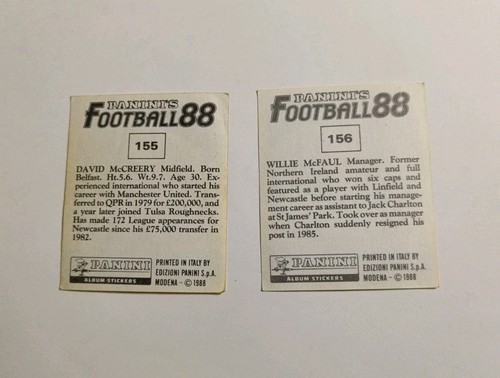 PANINI'S
FOOTBALL 88
155
DAVID McCREERY Midfield. Born
Belfast. Ht.5.6. Wt.9.7. Age 30. Ex-
perienced international who started his
career with Manchester United. Trans-
ferred to QPR in 1979 for £200,000, and
a year later joined Tulsa Roughnecks.
Has made 172 League appearances for
Newcastle since his £75,000 transfer in
1982.
PANINI
ALBUM STICKERS
PRINTED IN ITALY BY
EDIZIONI PANINI S.p.A.
MODENA - © 1988
PANINI'S
FOOTBALL 88
156
WILLIE McFAUL Manager. Former
Northern Ireland amateur and full
international who won six caps and
featured as a player with Linfield and
Newcastle before starting his manage-
ment career as assistant to Jack Charlton
at St James' Park. Took over as manager
when Charlton suddenly resigned his
post in 1985.
PANINI
ALBUM STICKERS
PRINTED IN ITALY BY
EDIZIONI PANINI S.p.A.
MODENA - © 1988